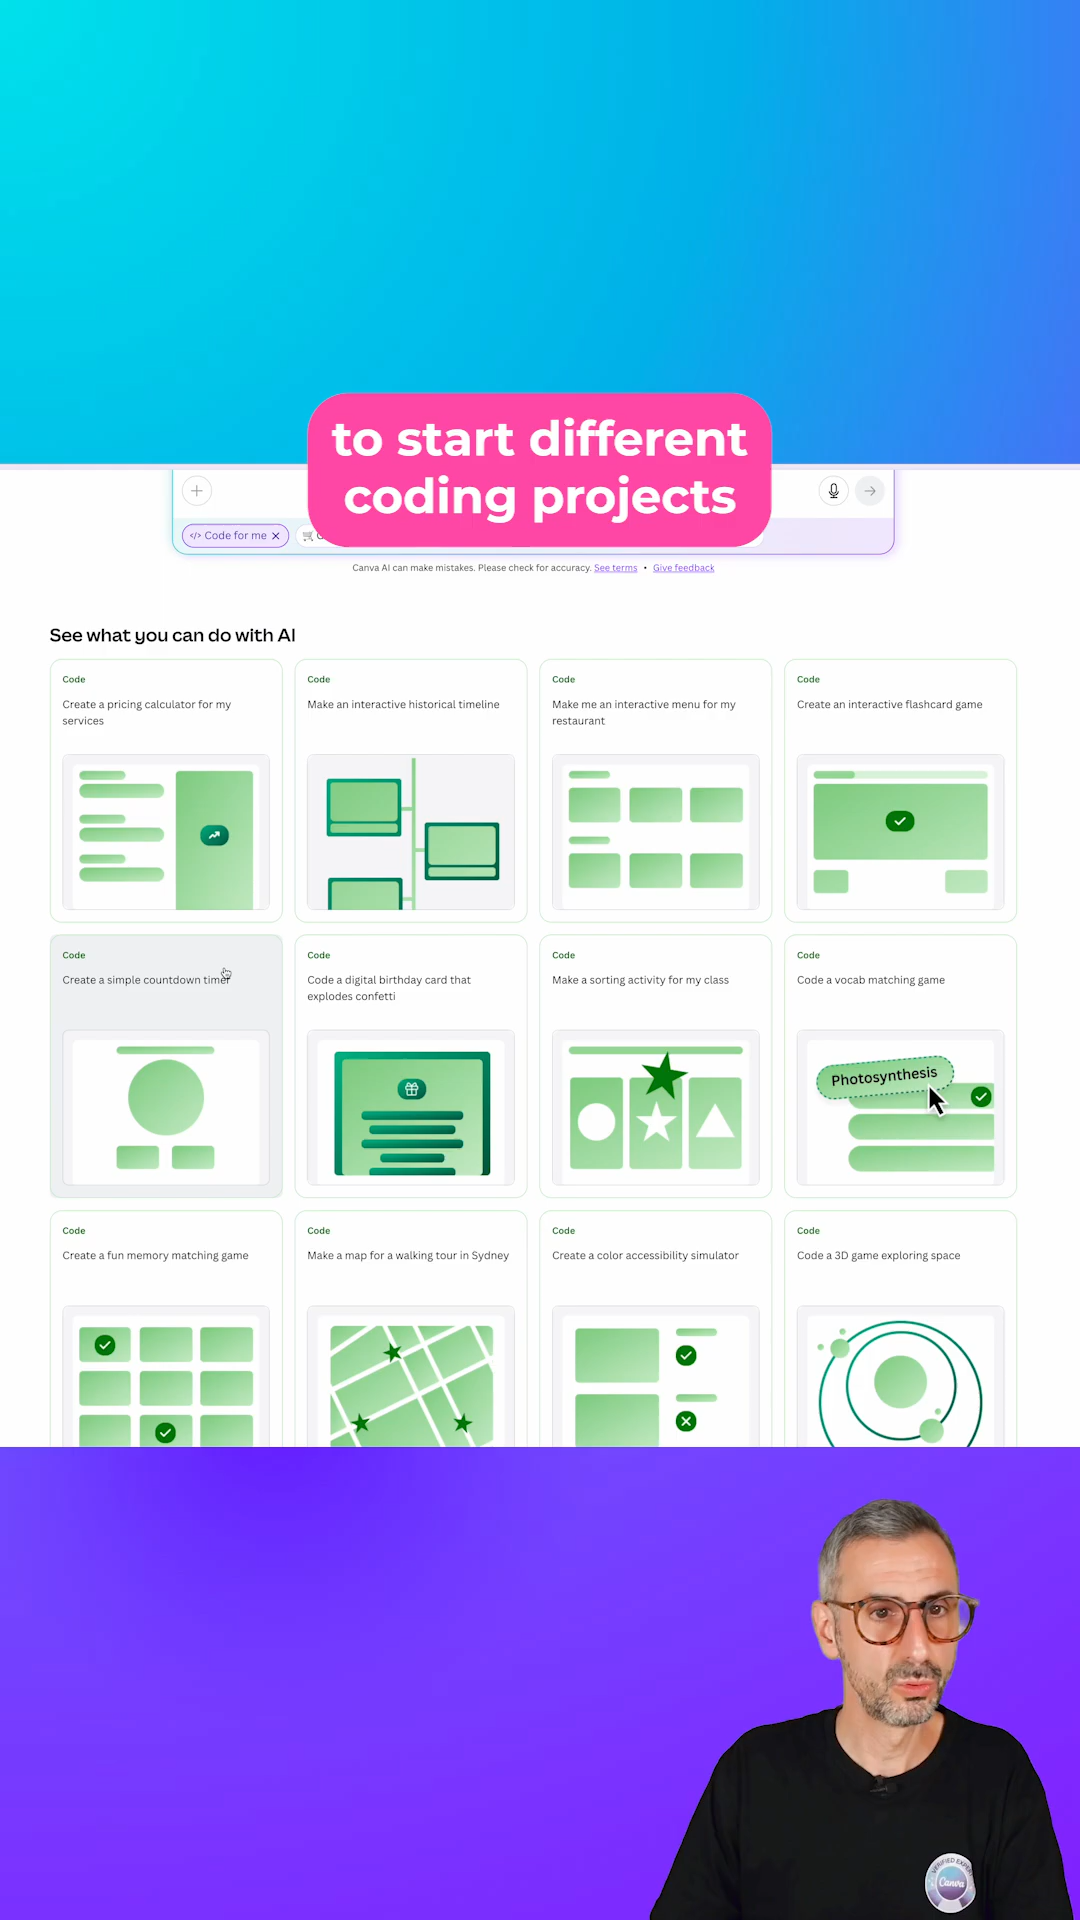 to start different
coding projects
</> Code for me ×
Canva AI can make mistakes. Please check for accuracy. See terms • Give feedback
See what you can do with AI
Code
Create a pricing calculator for my
services
Code
Make an interactive historical timeline
Code
Make me an interactive menu for my
restaurant
Code
Create an interactive flashcard game
Code
Create a simple countdown timer
Code
Code a digital birthday card that
explodes confetti
Code
Make a sorting activity for my class
Code
Code a vocab matching game
Photosynthesis
Code
Create a fun memory matching game
Code
Make a map for a walking tour in Sydney
Code
Create a color accessibility simulator
Code
Code a 3D game exploring space
VERIFIED EXPERT
Canva